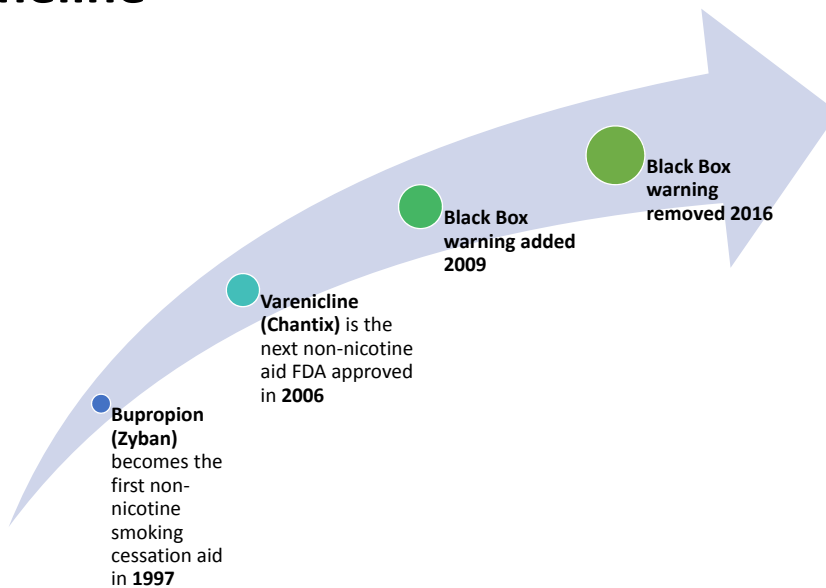 Bupropion
(Zyban)
becomes the
first non-
nicotine
smoking
cessation aid
in 1997
Varenicline
(Chantix) is the
next non-nicotine
aid FDA approved
in 2006
Black Box
warning added
2009
Black Box
warning
removed 2016